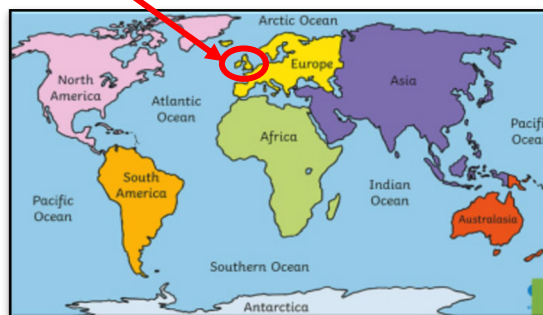 Arctic Ocean
North
America
Europe
Asia
Atlantic
Ocean
Africa
Pacific
Ocean
South
America
Pacific
Ocean
Indian
Ocean
Australasia
Southern Ocean
Antarctica